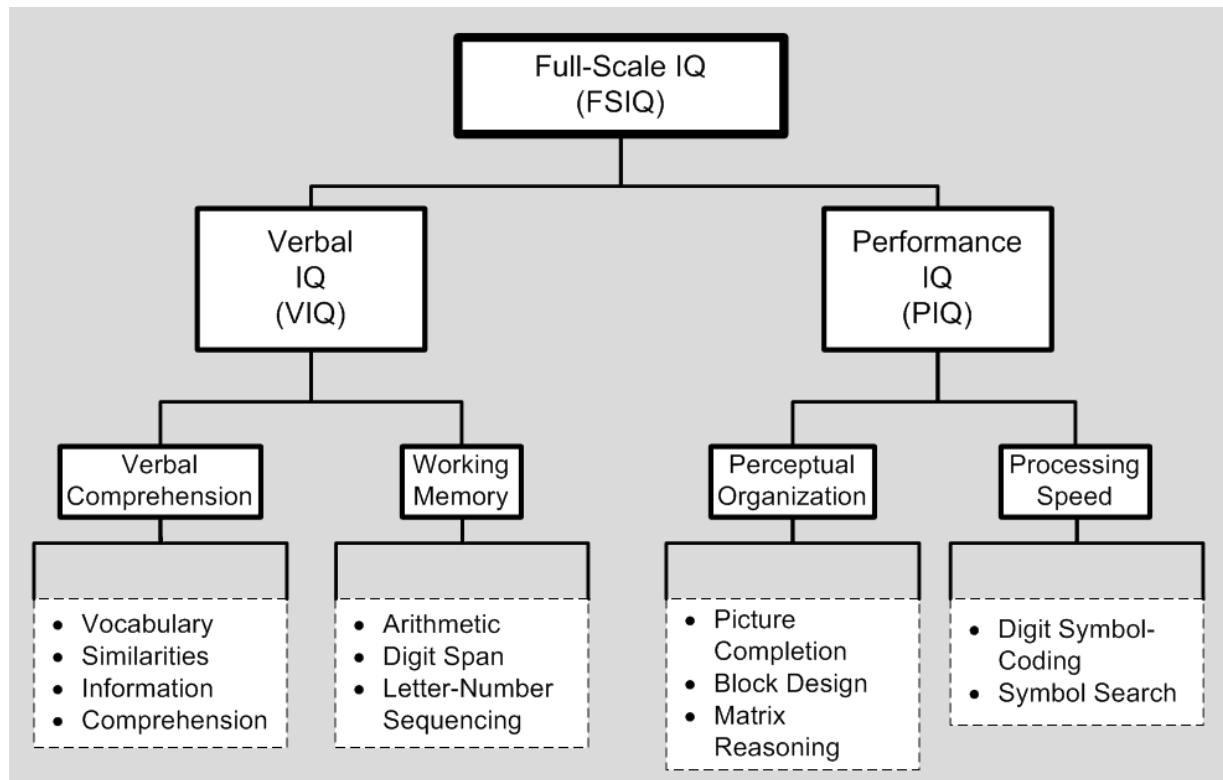 Full-Scale IQ
(FSIQ)
Verbal
IQ
(VIQ)
Performance
IQ
(PIQ)
Verbal
Comprehension
Working
Memory
Perceptual
Organization
Processing
Speed
• Vocabulary
• Similarities
• Information
• Comprehension
• Arithmetic
• Digit Span
• Letter-Number
Sequencing
• Picture
Completion
• Block Design
• Matrix
Reasoning
• Digit Symbol-
Coding
• Symbol Search